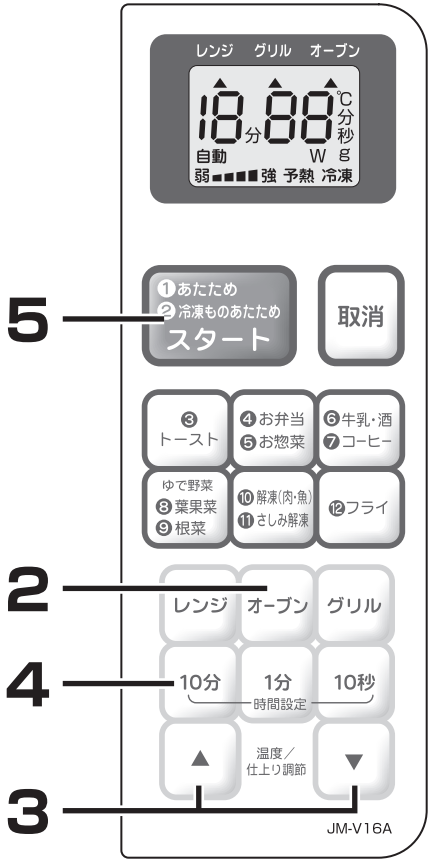 レンジ グリル オーブン
18分88 ℃分秒
自動 W g
弱 強 予熱 冷凍
①あたため
②冷凍ものあたため
スタート
5
取消
❸
トースト
❹お弁当
❺お惣菜
❻牛乳・酒
❼コーヒー
ゆで野菜
❽葉果菜
❾根菜
❿解凍(肉・魚)
⓫さしみ解凍
⓬フライ
2
レンジ オーブン グリル
4
10分 1分 10秒
時間設定
▲ 温度／ ▼
仕上り調節
3
JM-V16A